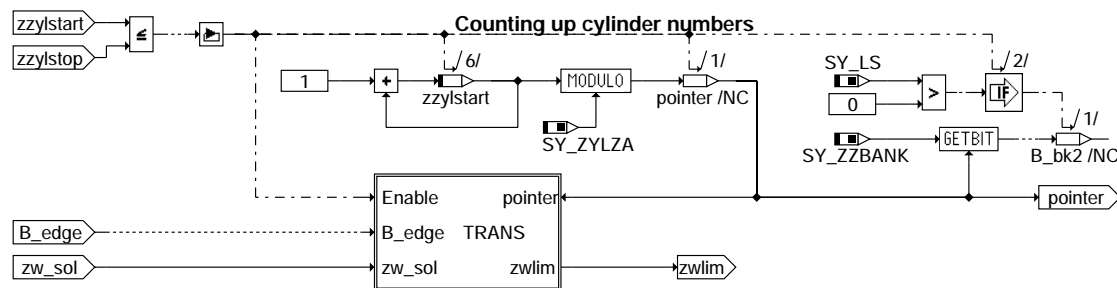 Counting up cylinder numbers
zzylstart
zzylstop
≤
6/
1/
2/
1
+
zzylstart
MODULO
pointer /NC
SY_ZYLZA
SY_LS
0
>
IF
1/
SY_ZZBANK
GETBIT
B_bk2 /NC
Enable
pointer
pointer
B_edge
B_edge
TRANS
zw_sol
zw_sol
zwlim
zwlim